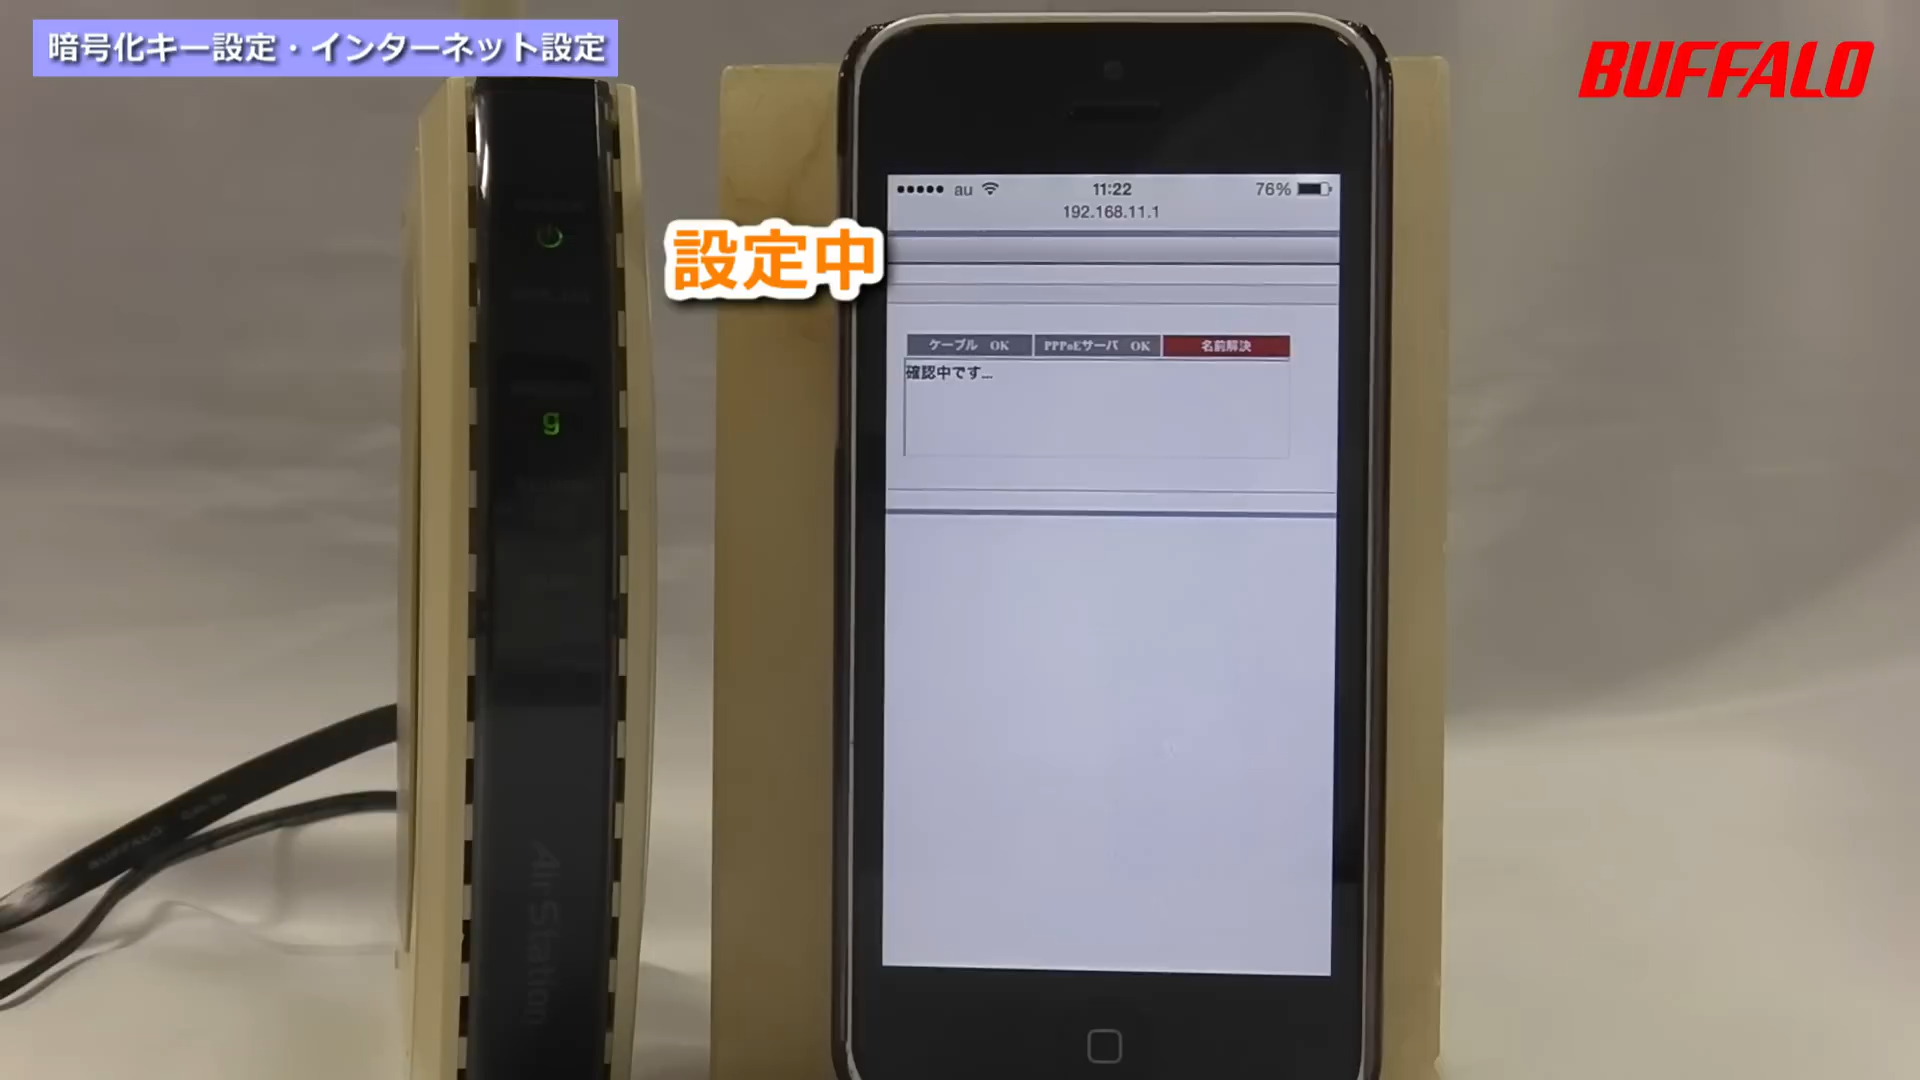 暗号化キー設定・インターネット設定
BUFFALO
au 11:22 76%
192.168.11.1
設定中
ケーブル OK PPPoEサーバ OK 名前解決
確認中です...
g
AirStation
BUFFALO